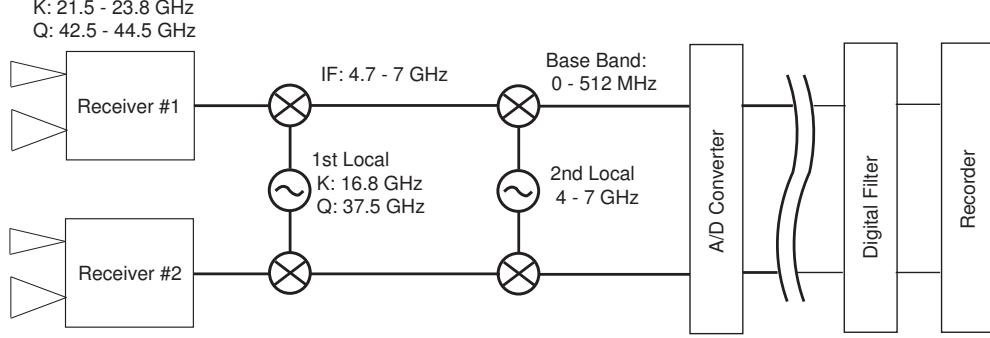 K: 21.5 - 23.8 GHz
Q: 42.5 - 44.5 GHz
Receiver #1
IF: 4.7 - 7 GHz
Base Band:
0 - 512 MHz
1st Local
K: 16.8 GHz
Q: 37.5 GHz
2nd Local
4 - 7 GHz
A/D Converter
Digital Filter
Recorder
Receiver #2